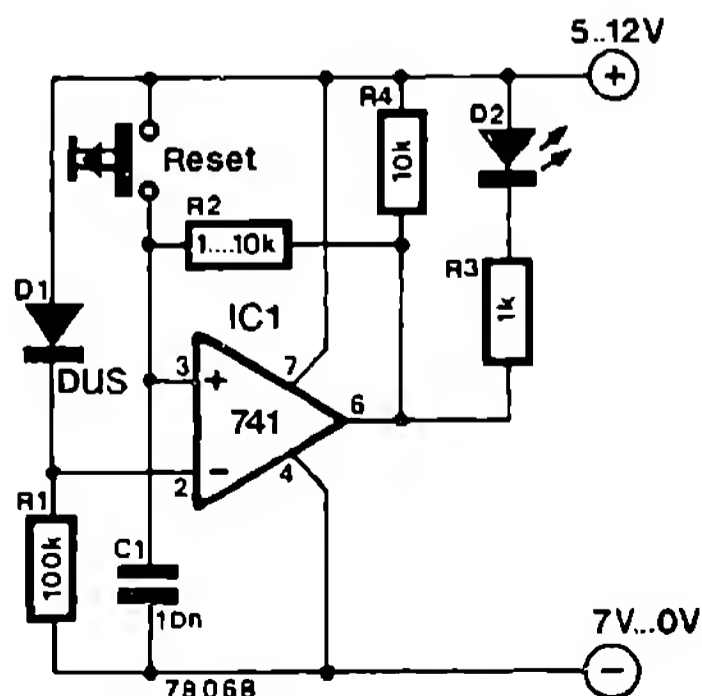 5..12V
+
R4
D2
10k
Reset
R2
1....10k
R3
1k
D1
IC1
DUS
3
+
7
741
6
2
-
4
R1
100k
C1
10n
7V...0V
-
78068